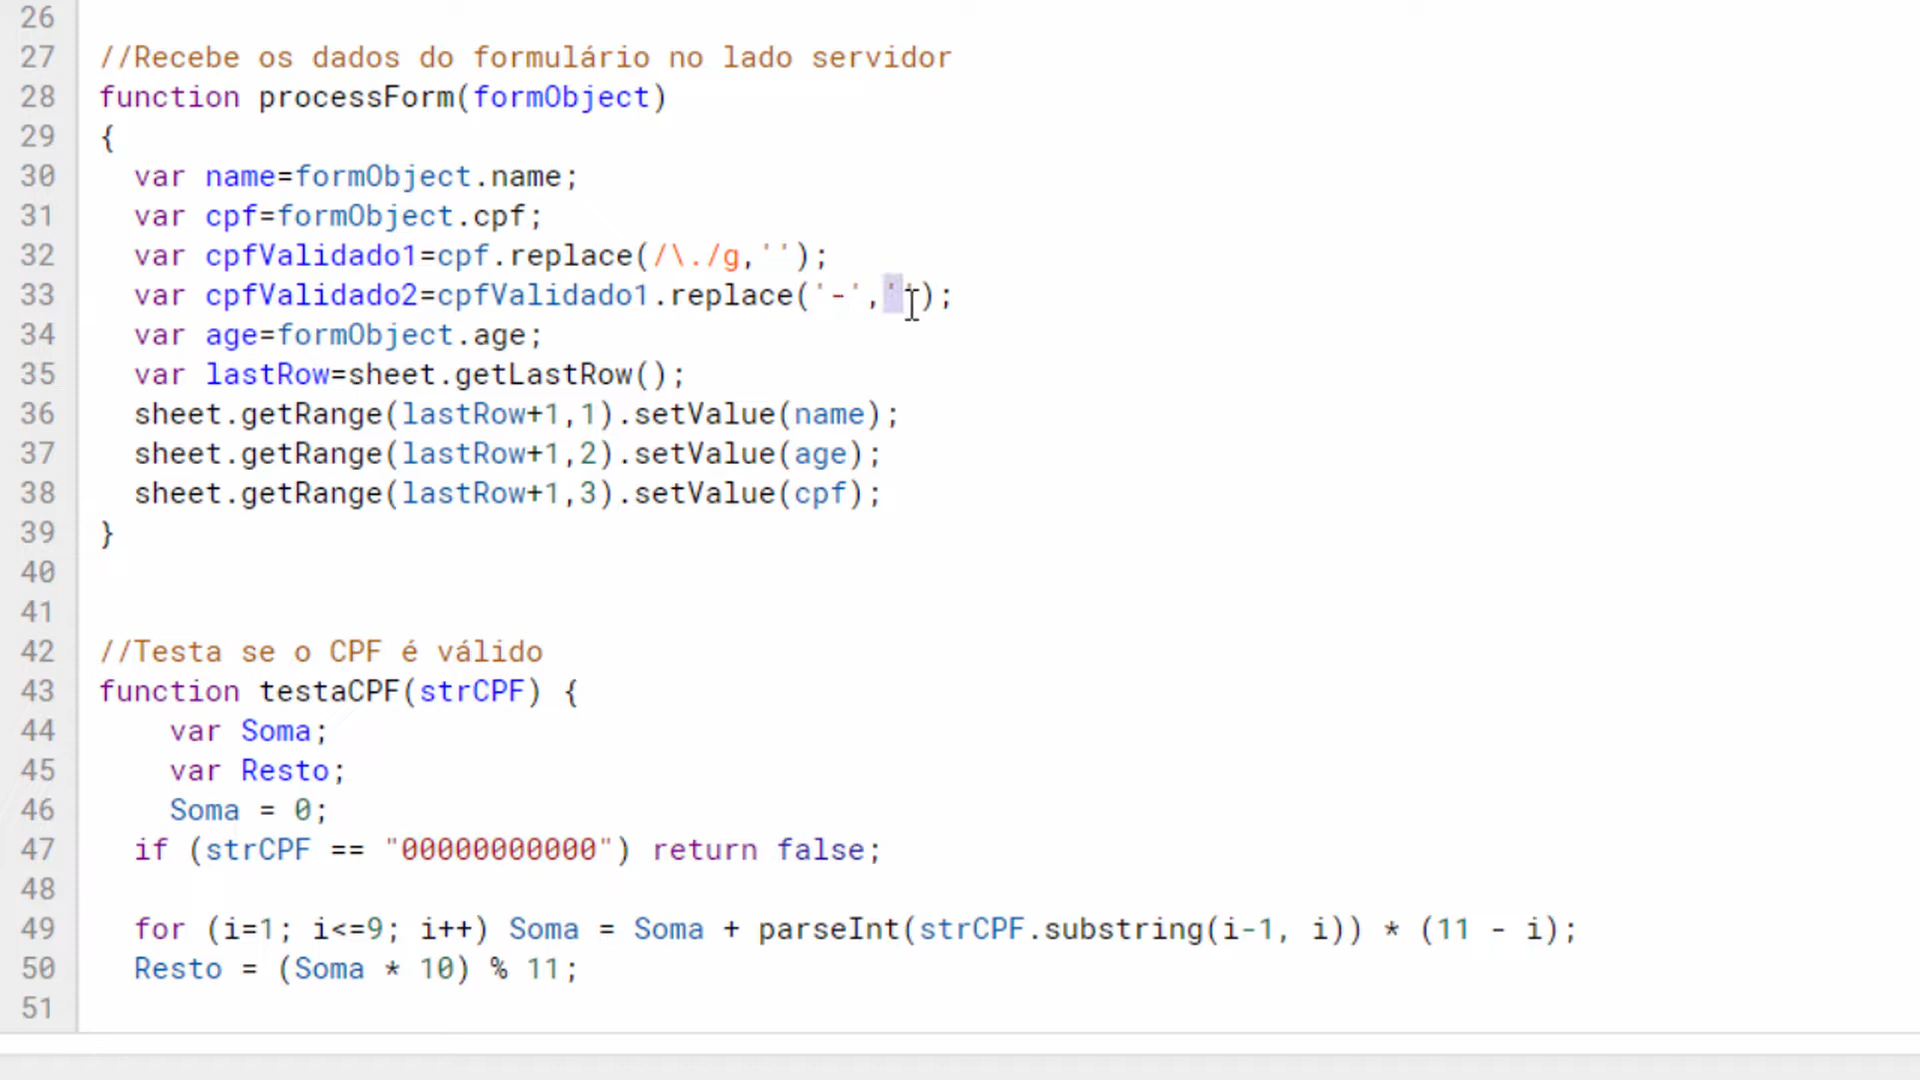 26
27 //Recebe os dados do formulário no lado servidor
28 function processForm(formObject)
29 {
30 var name=formObject.name;
31 var cpf=formObject.cpf;
32 var cpfValidado1=cpf.replace(/\./g,'');
33 var cpfValidado2=cpfValidado1.replace('-','');
34 var age=formObject.age;
35 var lastRow=sheet.getLastRow();
36 sheet.getRange(lastRow+1,1).setValue(name);
37 sheet.getRange(lastRow+1,2).setValue(age);
38 sheet.getRange(lastRow+1,3).setValue(cpf);
39 }
40
41
42 //Testa se o CPF é válido
43 function testaCPF(strCPF) {
44 var Soma;
45 var Resto;
46 Soma = 0;
47 if (strCPF == "00000000000") return false;
48
49 for (i=1; i<=9; i++) Soma = Soma + parseInt(strCPF.substring(i-1, i)) * (11 - i);
50 Resto = (Soma * 10) % 11;
51